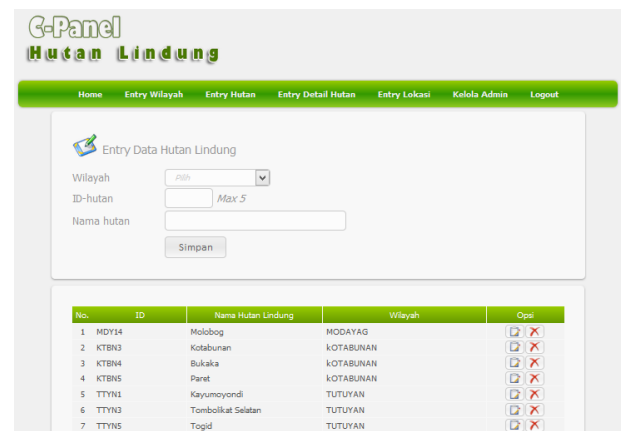 C-Panel
Hutan Lindung
Home Entry Wilayah Entry Hutan Entry Detail Hutan Entry Lokasi Kelola Admin Logout
Entry Data Hutan Lindung
Wilayah Pilih
ID-hutan Max 5
Nama hutan
Simpan
No. ID Nama Hutan Lindung Wilayah Opsi
1 MDY14 Molobog MODAYAG
2 KTBN3 Kotabunan kOTABUNAN
3 KTBN4 Bukaka kOTABUNAN
4 KTBN5 Paret kOTABUNAN
5 TTYN1 Kayumoyondi TUTUYAN
6 TTYN3 Tombolikat Selatan TUTUYAN
7 TTYN5 Togid TUTUYAN